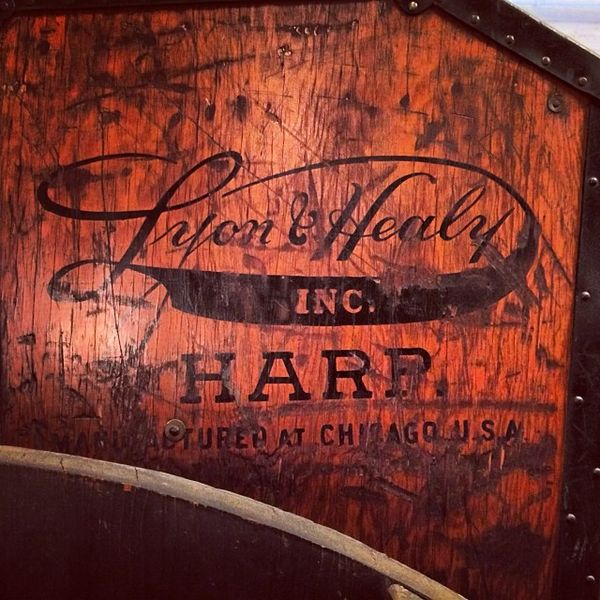 Lyon & Healy
INC.
HARP.
MANUFACTURED AT CHICAGO U.S.A.